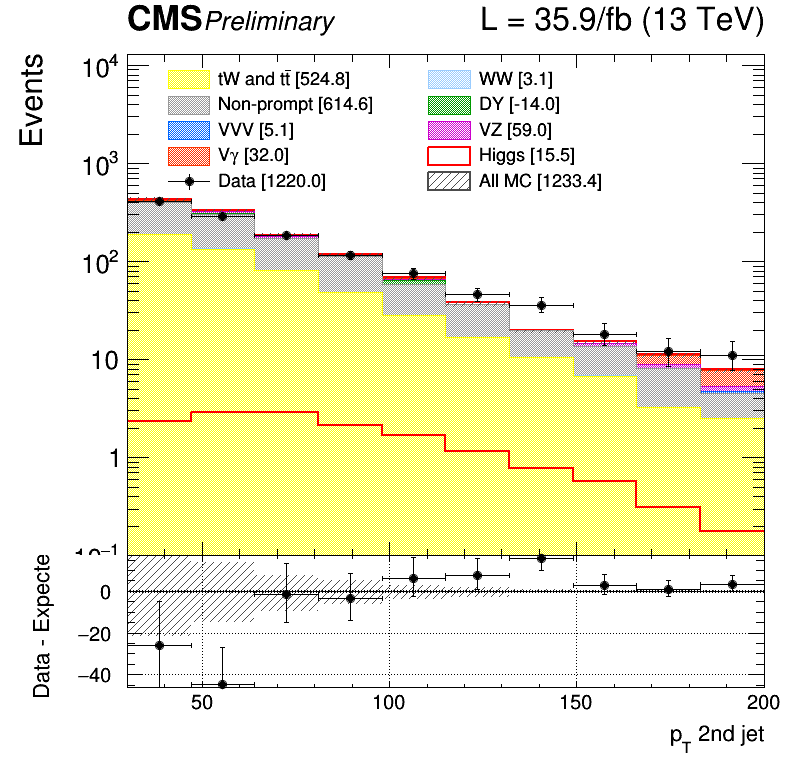 CMS Preliminary L = 35.9/fb (13 TeV)
Events
10⁴
10³
10²
10
1
10⁻¹
tW and tt̄ [524.8]
Non-prompt [614.6]
VVV [5.1]
Vγ [32.0]
Data [1220.0]
WW [3.1]
DY [-14.0]
VZ [59.0]
Higgs [15.5]
All MC [1233.4]
Data - Expecte
0
−20
−40
50 100 150 200
p_T 2nd jet